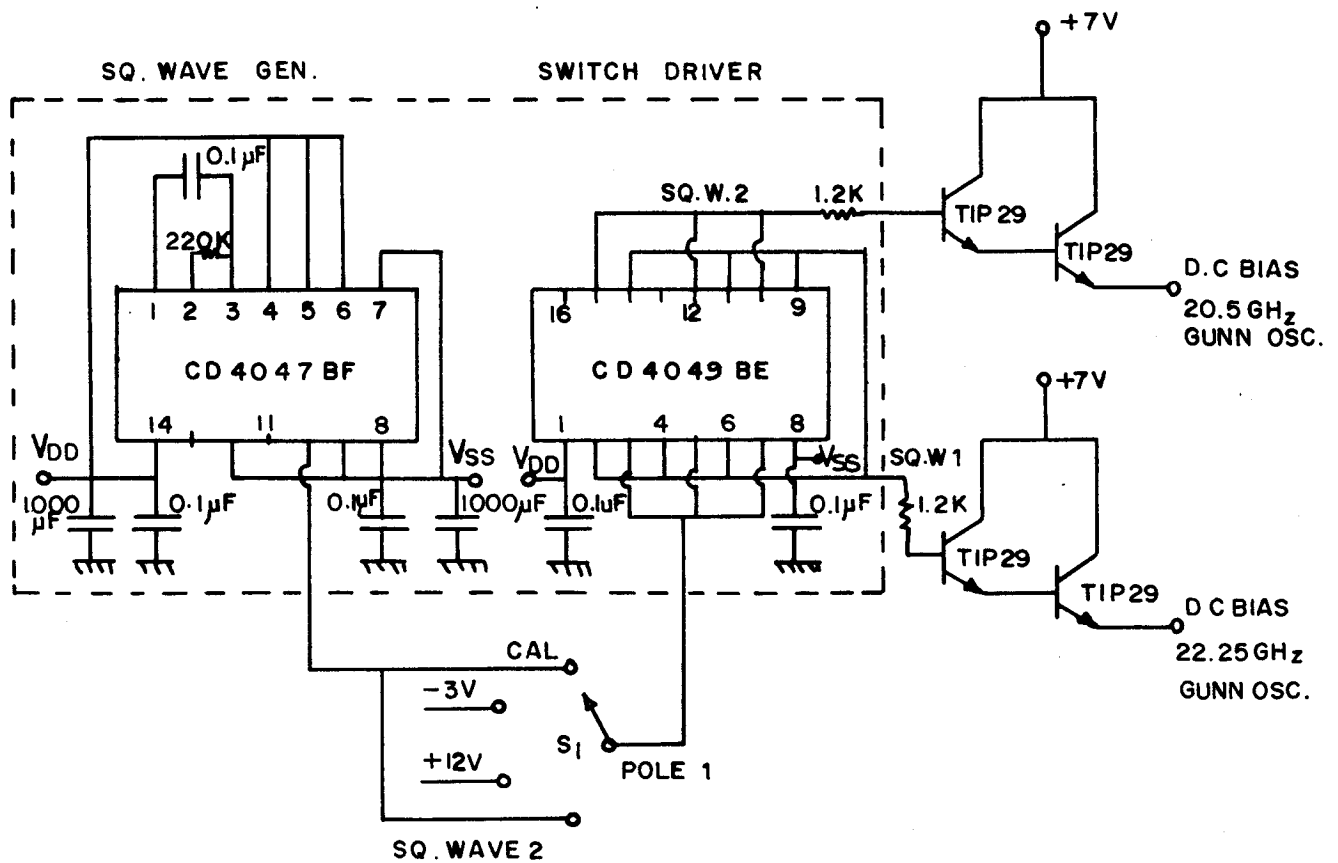 +7V
SQ. WAVE GEN.
SWITCH DRIVER
0.1µF
220K
SQ.W.2
1.2K
TIP 29
TIP29
D.C BIAS
20.5 GHz
GUNN OSC.
1 2 3 4 5 6 7
16 12 9
CD 4047 BF
CD 4049 BE
14 11 8
1 4 6 8
+7V
VDD
VSS
VDD
VSS
SQ.W1
1000
µF
0.1µF
0.1µF
1000µF
0.1uF
0.1µF
1.2K
TIP29
TIP29
D C BIAS
22.25GHz
GUNN OSC.
CAL
-3V
S1
+12V
POLE 1
SQ. WAVE 2